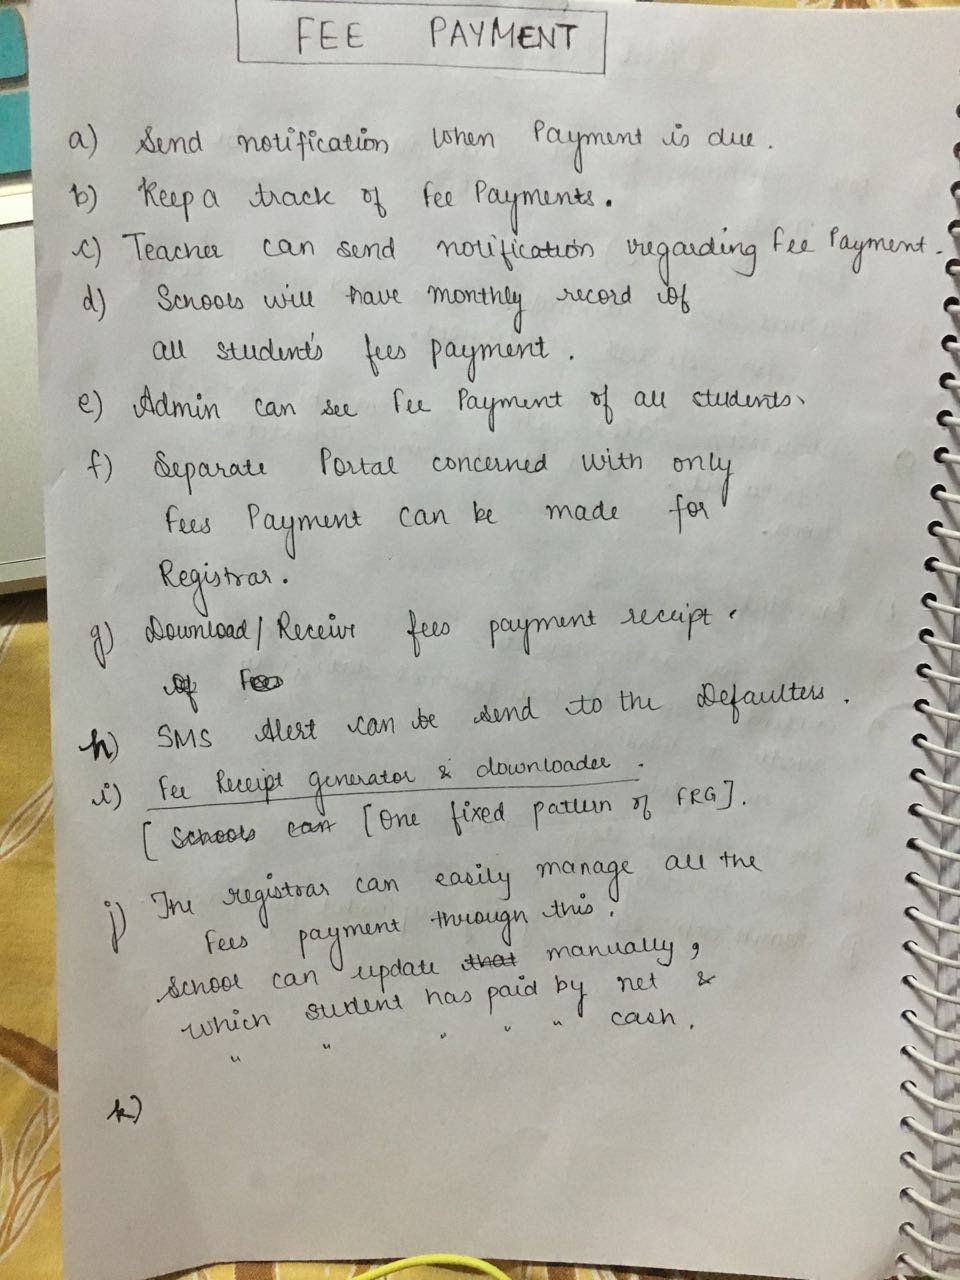 FEE PAYMENT
a) Send notification when Payment is due.
b) Keep a track of Fee Payments.
c) Teacher can send notification regarding Fee Payment.
d) Schools will have monthly record of
all student's fees payment.
e) Admin can see Fee Payment of all students.
f) Separate Portal concerned with only
Fees Payment can be made for
Registrar.
g) Download/Receive fees payment receipt.
of Fees
h) SMS Alert can be send to the Defaulters.
i) Fee Receipt generator & downloader.
[ Schools can [One fixed pattern of FRG].
j) The registrar can easily manage all the
Fees payment through this.
School can update that manually,
which student has paid by net &
" " " " " cash.
k)